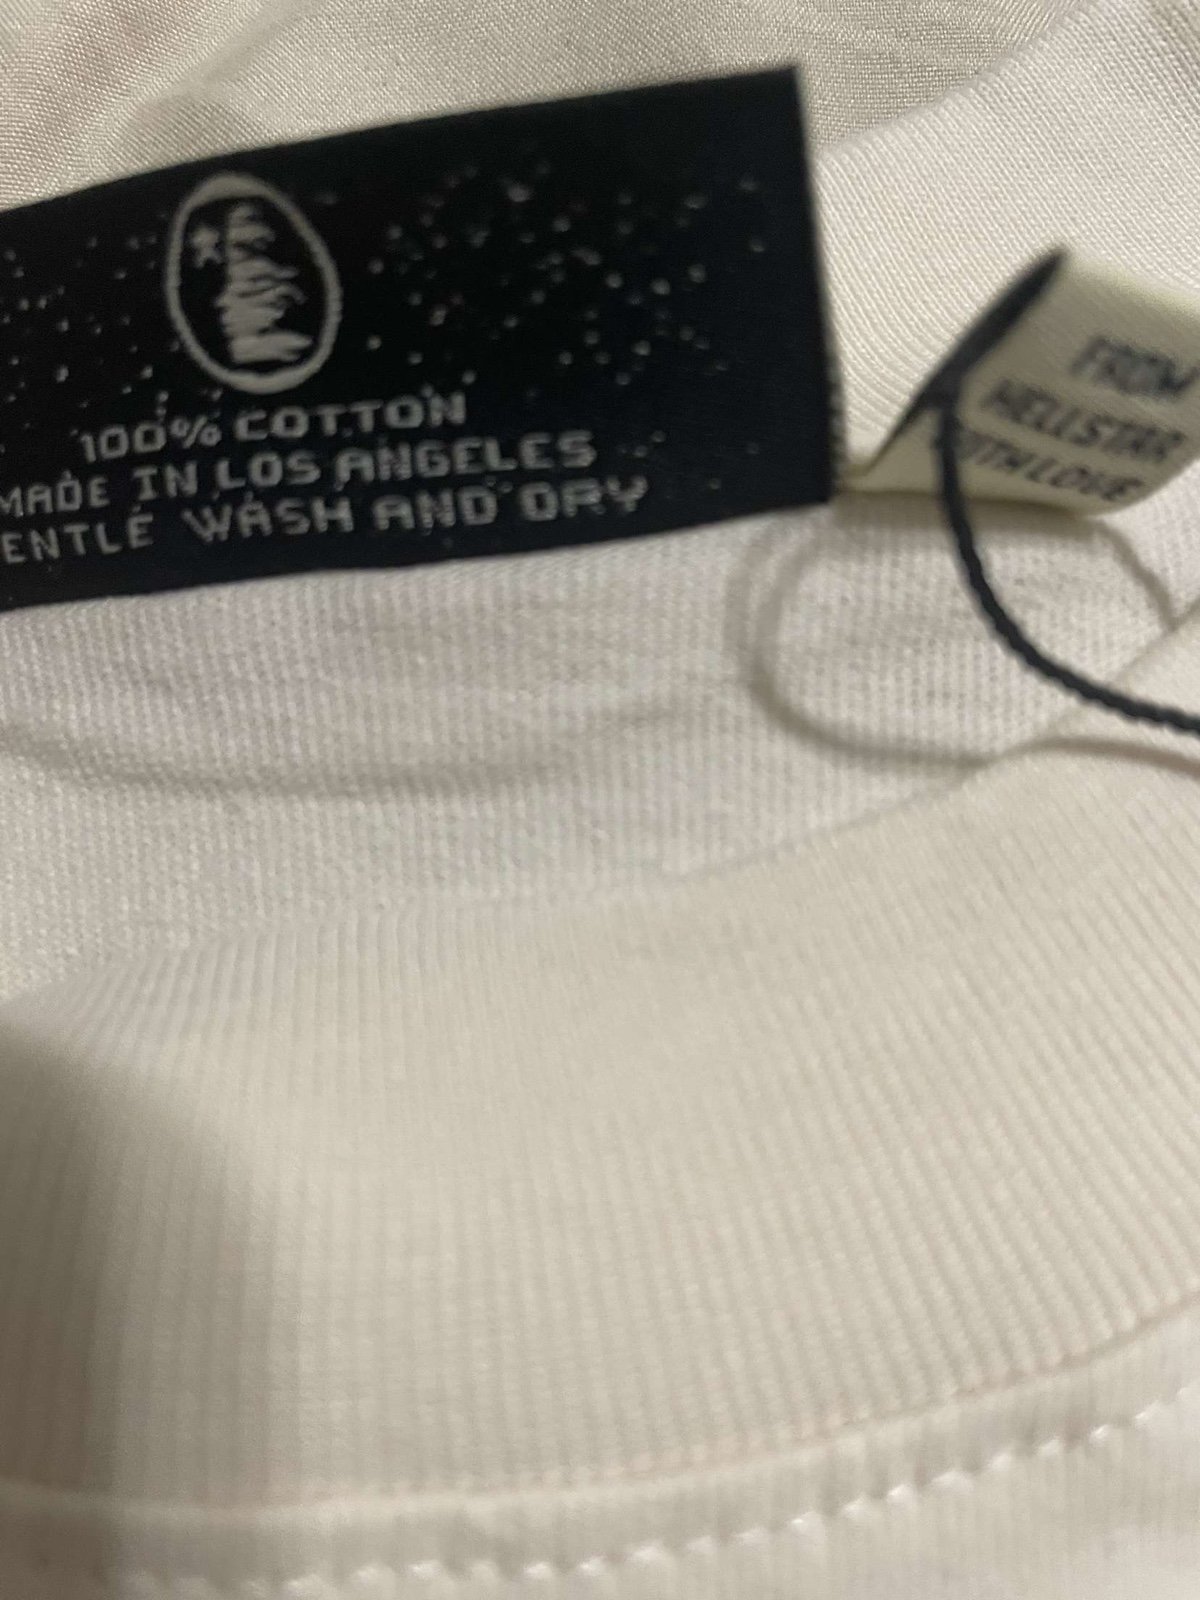 100% COTTON
MADE IN LOS ANGELES
ENTLE WASH AND DRY
FROM
HELLSTAR
WITH LOVE